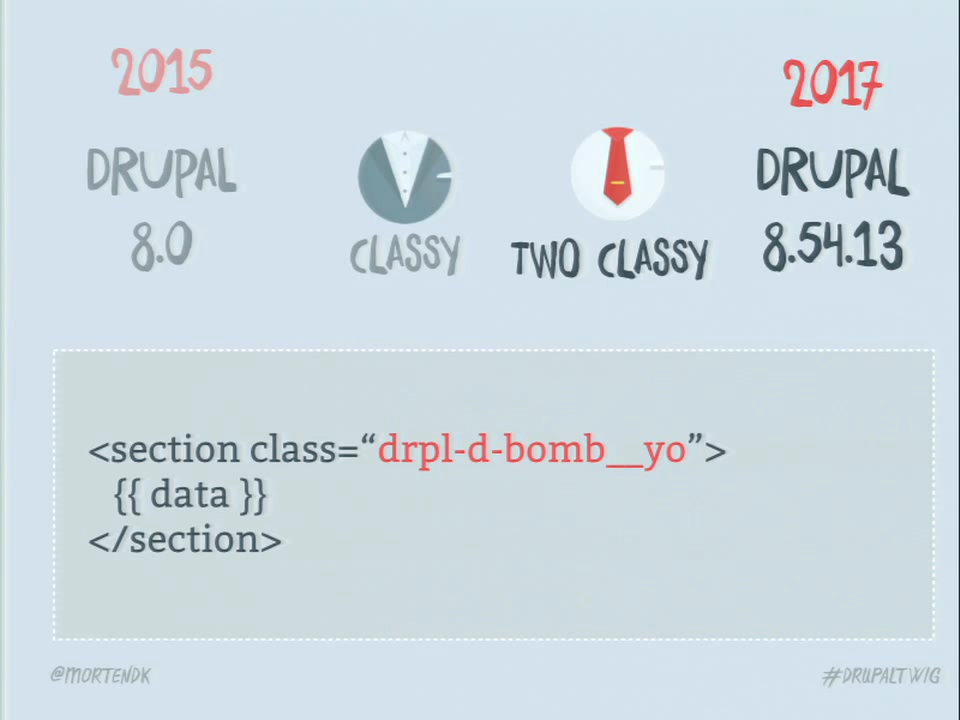 2015
2017
DRUPAL
DRUPAL
8.0
CLASSY
TWO CLASSY
8.54.13
<section class=“drpl-d-bomb__yo”>
{{ data }}
</section>
@MORTENDK
#DRUPALTWIG